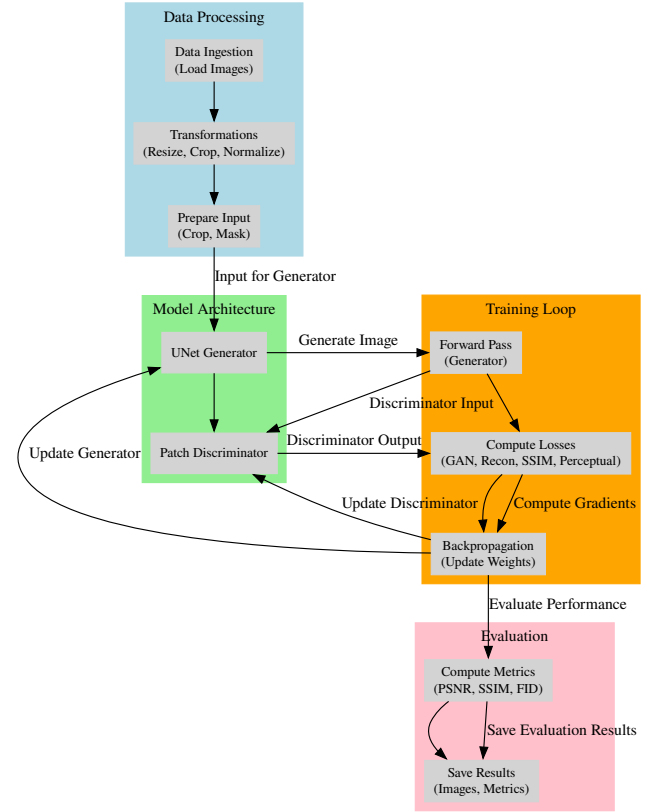 Data Processing
Data Ingestion
(Load Images)
Transformations
(Resize, Crop, Normalize)
Prepare Input
(Crop, Mask)
Input for Generator
Model Architecture
Training Loop
UNet Generator
Generate Image
Forward Pass
(Generator)
Discriminator Input
Update Generator
Patch Discriminator
Discriminator Output
Compute Losses
(GAN, Recon, SSIM, Perceptual)
Update Discriminator
Compute Gradients
Backpropagation
(Update Weights)
Evaluate Performance
Evaluation
Compute Metrics
(PSNR, SSIM, FID)
Save Evaluation Results
Save Results
(Images, Metrics)